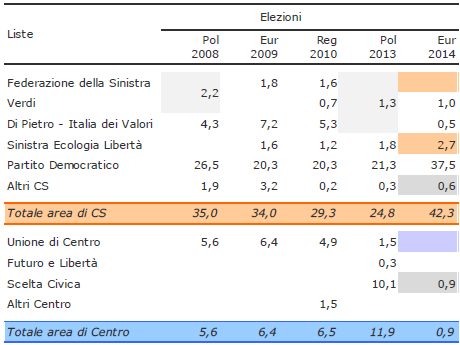 Liste Elezioni
Pol 2008 Eur 2009 Reg 2010 Pol 2013 Eur 2014
Federazione della Sinistra 2,2 1,8 1,6 1,3
Verdi 0,7 1,0
Di Pietro - Italia dei Valori 4,3 7,2 5,3 0,5
Sinistra Ecologia Libertà 1,6 1,2 1,8 2,7
Partito Democratico 26,5 20,3 20,3 21,3 37,5
Altri CS 1,9 3,2 0,2 0,3 0,6
Totale area di CS 35,0 34,0 29,3 24,8 42,3
Unione di Centro 5,6 6,4 4,9 1,5
Futuro e Libertà 0,3
Scelta Civica 10,1 0,9
Altri Centro 1,5
Totale area di Centro 5,6 6,4 6,5 11,9 0,9